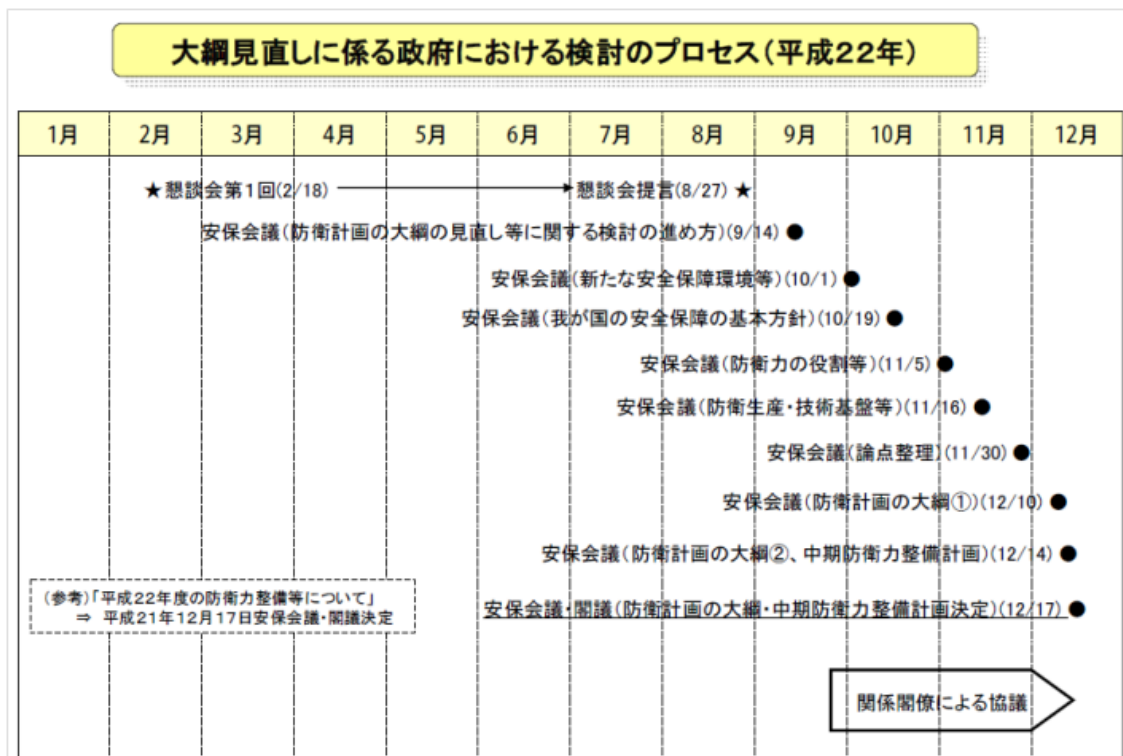 大綱見直しに係る政府における検討のプロセス(平成22年)
1月 2月 3月 4月 5月 6月 7月 8月 9月 10月 11月 12月
★懇談会第1回(2/18) 懇談会提言(8/27) ★
安保会議(防衛計画の大綱の見直し等に関する検討の進め方)(9/14) ●
安保会議(新たな安全保障環境等)(10/1) ●
安保会議(我が国の安全保障の基本方針)(10/19) ●
安保会議(防衛力の役割等)(11/5) ●
安保会議(防衛生産・技術基盤等)(11/16) ●
安保会議(論点整理)(11/30) ●
安保会議(防衛計画の大綱①)(12/10) ●
安保会議(防衛計画の大綱②、中期防衛力整備計画)(12/14) ●
(参考)「平成22年度の防衛力整備等について」
⇒ 平成21年12月17日安保会議・閣議決定
安保会議・閣議(防衛計画の大綱・中期防衛力整備計画決定)(12/17) ●
関係閣僚による協議